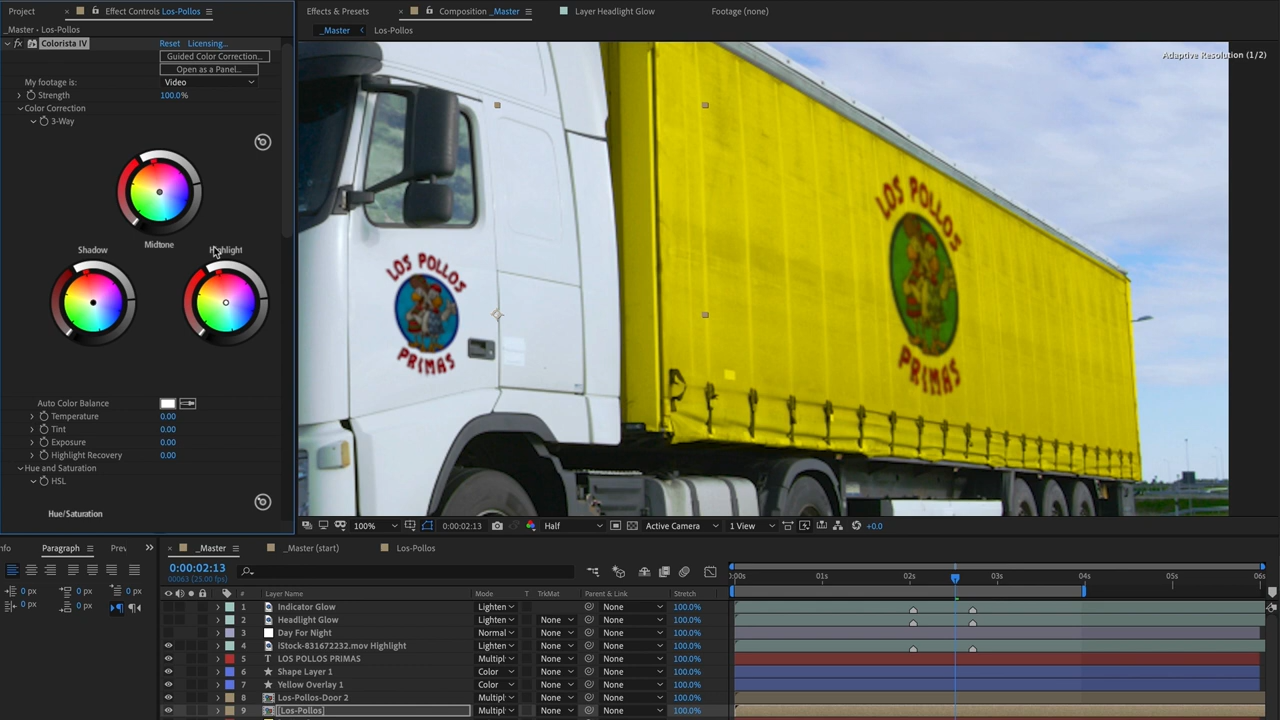 Project
Effect Controls Los-Pollos
Effects & Presets
Composition _Master
Layer Headlight Glow
Footage (none)
_Master • Los-Pollos
_Master
Los-Pollos
fx Colorista IV
Reset
Licensing...
Guided Color Correction...
Open as a Panel...
My footage is:
Video
Strength
100.0%
Color Correction
3-Way
Midtone
Shadow
Highlight
Auto Color Balance
Temperature
0.00
Tint
0.00
Exposure
0.00
Highlight Recovery
0.00
Hue and Saturation
HSL
Hue/Saturation
Adaptive Resolution (1/2)
LOS POLLOS
PRIMAS
LOS POLLOS
PRIMAS
100%
0:00:02:13
Half
Active Camera
1 View
+0.0
nfo
Paragraph
Prev
0 px
0 px
0 px
0 px
0 px
_Master
_Master (start)
Los-Pollos
0:00:02:13
00063 (25.00 fps)
:00s
01s
02s
03s
04s
05s
06s
#
Layer Name
Mode
T
TrkMat
Parent & Link
Stretch
1 Indicator Glow Lighten None 100.0%
2 Headlight Glow Lighten None None 100.0%
3 Day For Night Normal None None 100.0%
4 iStock-831672232.mov Highlight Lighten None None 100.0%
5 T LOS POLLOS PRIMAS Multipl None None 100.0%
6 Shape Layer 1 Color None None 100.0%
7 Yellow Overlay 1 Color None None 100.0%
8 Los-Pollos-Door 2 Multipl None None 100.0%
9 [Los-Pollos] Multipl None None 100.0%